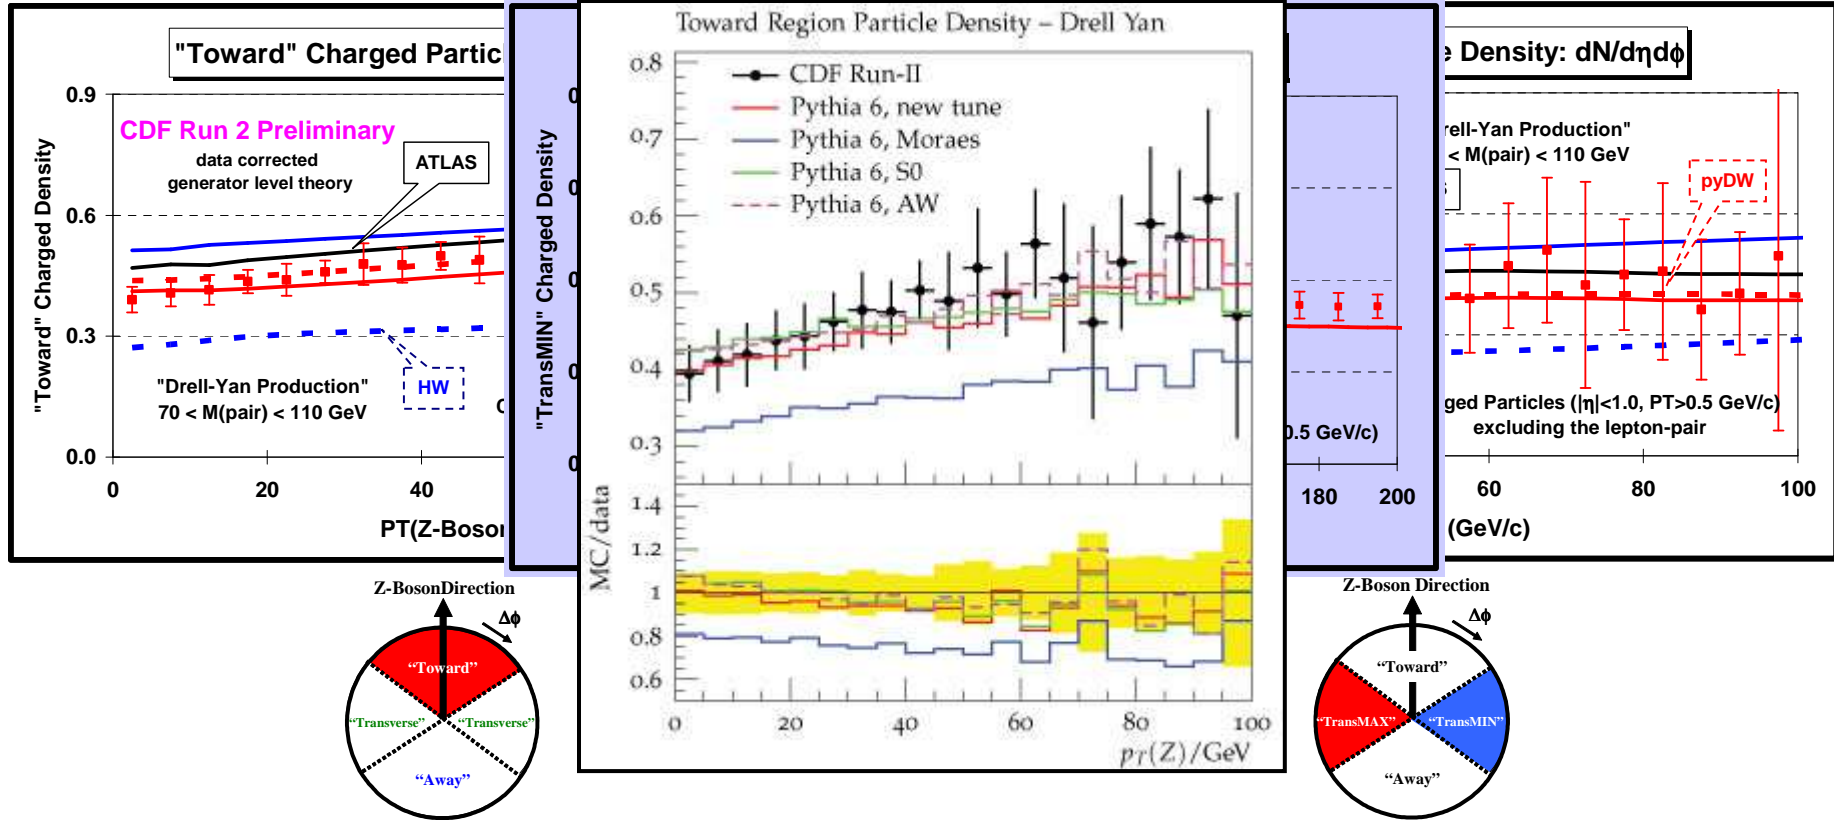 "Toward" Charged Partic
0.9
0.6
0.3
0.0
"Toward" Charged Density
CDF Run 2 Preliminary
data corrected
generator level theory
ATLAS
HW
"Drell-Yan Production"
70 < M(pair) < 110 GeV
0
20
40
PT(Z-Boson
"TransMIN" Charged Density
Toward Region Particle Density – Drell Yan
CDF Run-II
Pythia 6, new tune
Pythia 6, Moraes
Pythia 6, S0
Pythia 6, AW
0.8
0.7
0.6
0.5
0.4
0.3
1.4
1.2
1
0.8
0.6
MC/data
0
20
40
60
80
100
pT(Z)/GeV
0.5 GeV/c)
180
200
e Density: dN/dηdϕ
rell-Yan Production"
< M(pair) < 110 GeV
pyDW
ged Particles (|η|<1.0, PT>0.5 GeV/c)
excluding the lepton-pair
60
80
100
(GeV/c)
Z-BosonDirection
Δϕ
“Toward”
“Transverse”
“Transverse”
“Away”
Z-Boson Direction
Δϕ
“Toward”
“TransMAX”
“TransMIN”
“Away”